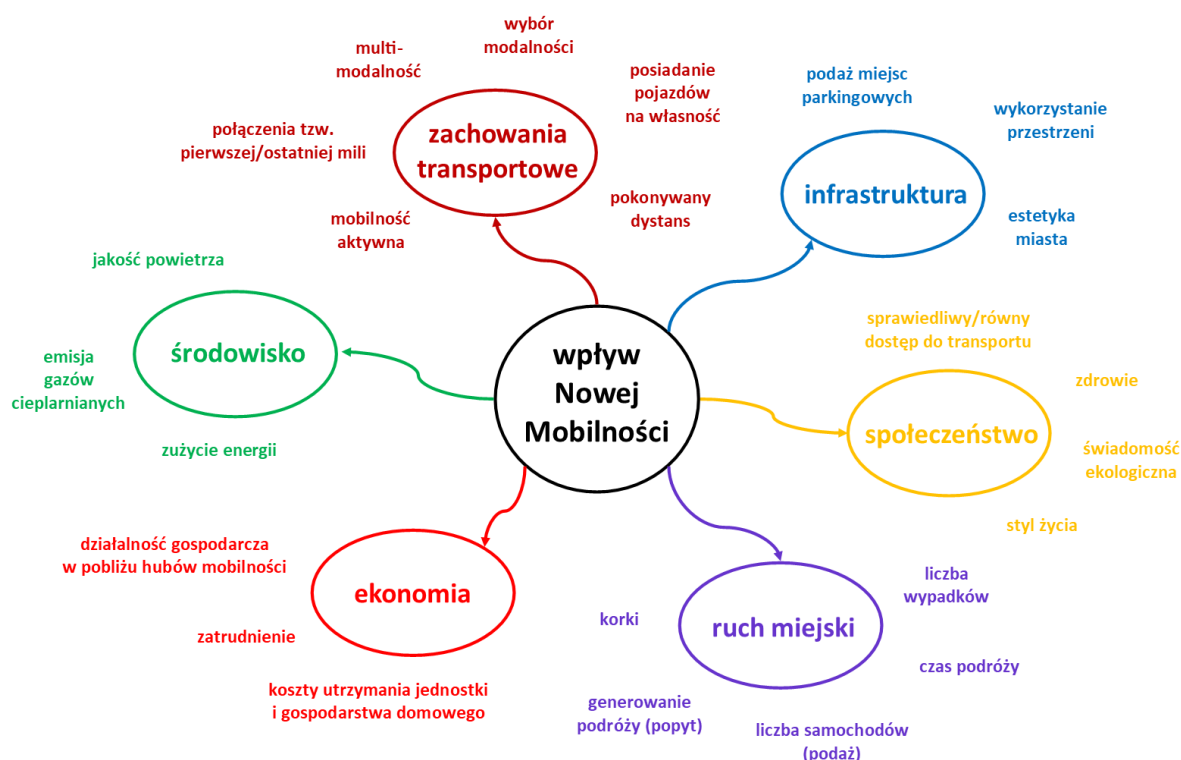 wybór
modalności
multi-
modalność
posiadanie
pojazdów
na własność
połączenia tzw.
pierwszej/ostatniej mili
zachowania
transportowe
mobilność
aktywna
pokonywany
dystans
podaż miejsc
parkingowych
wykorzystanie
przestrzeni
infrastruktura
estetyka
miasta
jakość powietrza
środowisko
emisja
gazów
cieplarnianych
zużycie energii
wpływ
Nowej
Mobilności
sprawiedliwy/równy
dostęp do transportu
zdrowie
społeczeństwo
świadomość
ekologiczna
styl życia
działalność gospodarcza
w pobliżu hubów mobilności
ekonomia
zatrudnienie
koszty utrzymania jednostki
i gospodarstwa domowego
liczba
wypadków
korki
ruch miejski
czas podróży
generowanie
podróży (popyt)
liczba samochodów
(podaż)